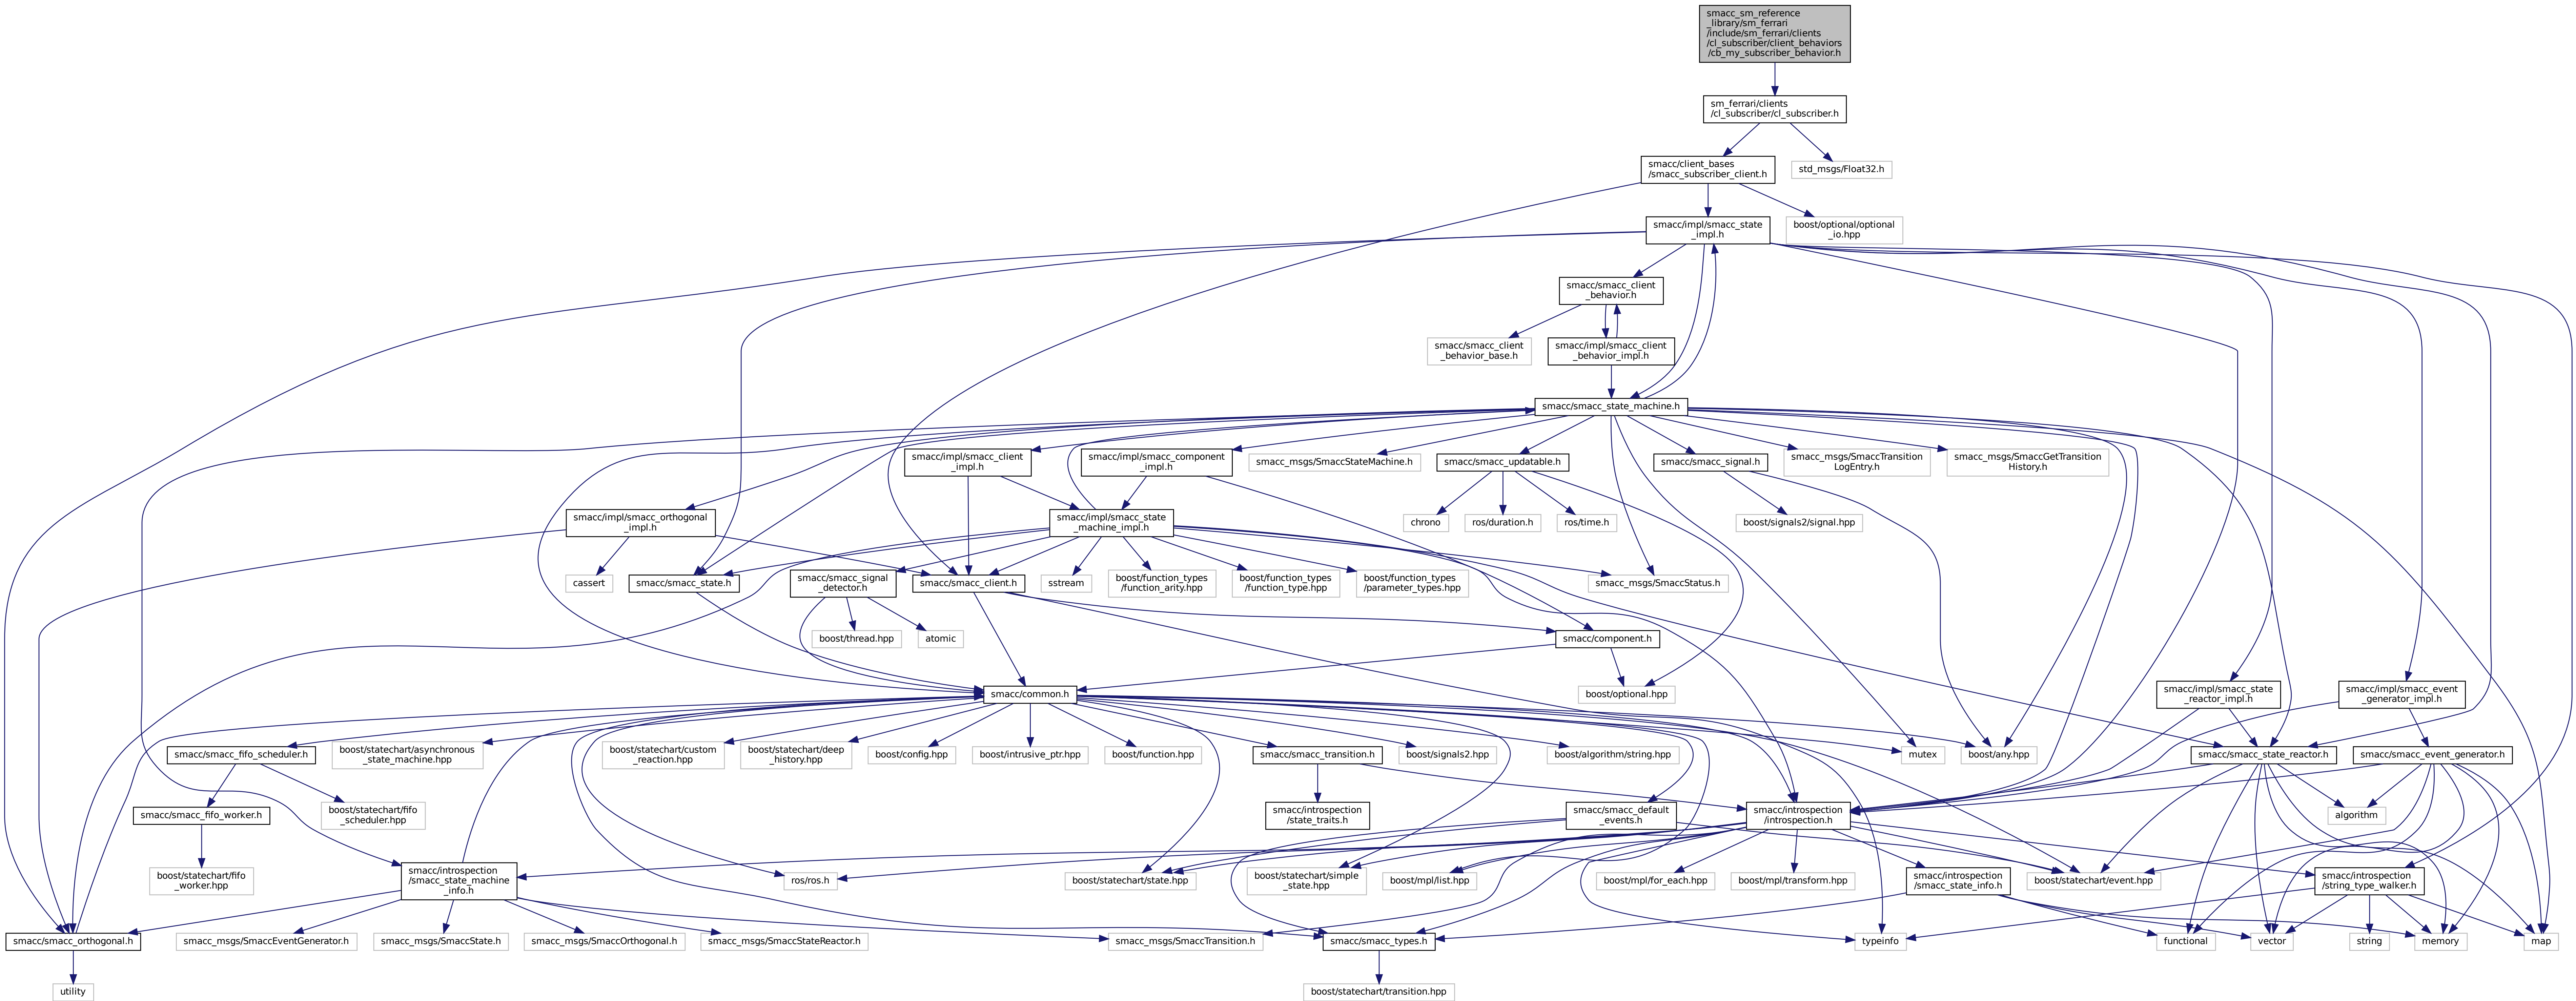 smacc_sm_reference
_library/sm_ferrari
/include/sm_ferrari/clients
/cl_subscriber/client_behaviors
/cb_my_subscriber_behavior.h
sm_ferrari/clients
/cl_subscriber/cl_subscriber.h
smacc/client_bases
/smacc_subscriber_client.h
std_msgs/Float32.h
smacc/impl/smacc_state
_impl.h
boost/optional/optional
_io.hpp
smacc/smacc_client
_behavior.h
smacc/smacc_client
_behavior_base.h
smacc/impl/smacc_client
_behavior_impl.h
smacc/smacc_state_machine.h
smacc/impl/smacc_client
_impl.h
smacc/impl/smacc_component
_impl.h
smacc_msgs/SmaccStateMachine.h
smacc/smacc_updatable.h
smacc/smacc_signal.h
smacc_msgs/SmaccTransition
LogEntry.h
smacc_msgs/SmaccGetTransition
History.h
smacc/impl/smacc_orthogonal
_impl.h
smacc/impl/smacc_state
_machine_impl.h
chrono
ros/duration.h
ros/time.h
boost/signals2/signal.hpp
cassert
smacc/smacc_state.h
smacc/smacc_signal
_detector.h
smacc/smacc_client.h
sstream
boost/function_types
/function_arity.hpp
boost/function_types
/function_type.hpp
boost/function_types
/parameter_types.hpp
smacc_msgs/SmaccStatus.h
boost/thread.hpp
atomic
smacc/component.h
smacc/common.h
boost/optional.hpp
smacc/impl/smacc_state
_reactor_impl.h
smacc/impl/smacc_event
_generator_impl.h
smacc/smacc_fifo_scheduler.h
boost/statechart/asynchronous
_state_machine.hpp
boost/statechart/custom
_reaction.hpp
boost/statechart/deep
_history.hpp
boost/config.hpp
boost/intrusive_ptr.hpp
boost/function.hpp
smacc/smacc_transition.h
boost/signals2.hpp
boost/algorithm/string.hpp
mutex
boost/any.hpp
smacc/smacc_state_reactor.h
smacc/smacc_event_generator.h
smacc/smacc_fifo_worker.h
boost/statechart/fifo
_scheduler.hpp
smacc/introspection
/state_traits.h
smacc/smacc_default
_events.h
smacc/introspection
/introspection.h
algorithm
boost/statechart/fifo
_worker.hpp
smacc/introspection
/smacc_state_machine
_info.h
ros/ros.h
boost/statechart/state.hpp
boost/statechart/simple
_state.hpp
boost/mpl/list.hpp
boost/mpl/for_each.hpp
boost/mpl/transform.hpp
smacc/introspection
/smacc_state_info.h
boost/statechart/event.hpp
smacc/introspection
/string_type_walker.h
smacc/smacc_orthogonal.h
smacc_msgs/SmaccEventGenerator.h
smacc_msgs/SmaccState.h
smacc_msgs/SmaccOrthogonal.h
smacc_msgs/SmaccStateReactor.h
smacc_msgs/SmaccTransition.h
smacc/smacc_types.h
typeinfo
functional
vector
string
memory
map
utility
boost/statechart/transition.hpp